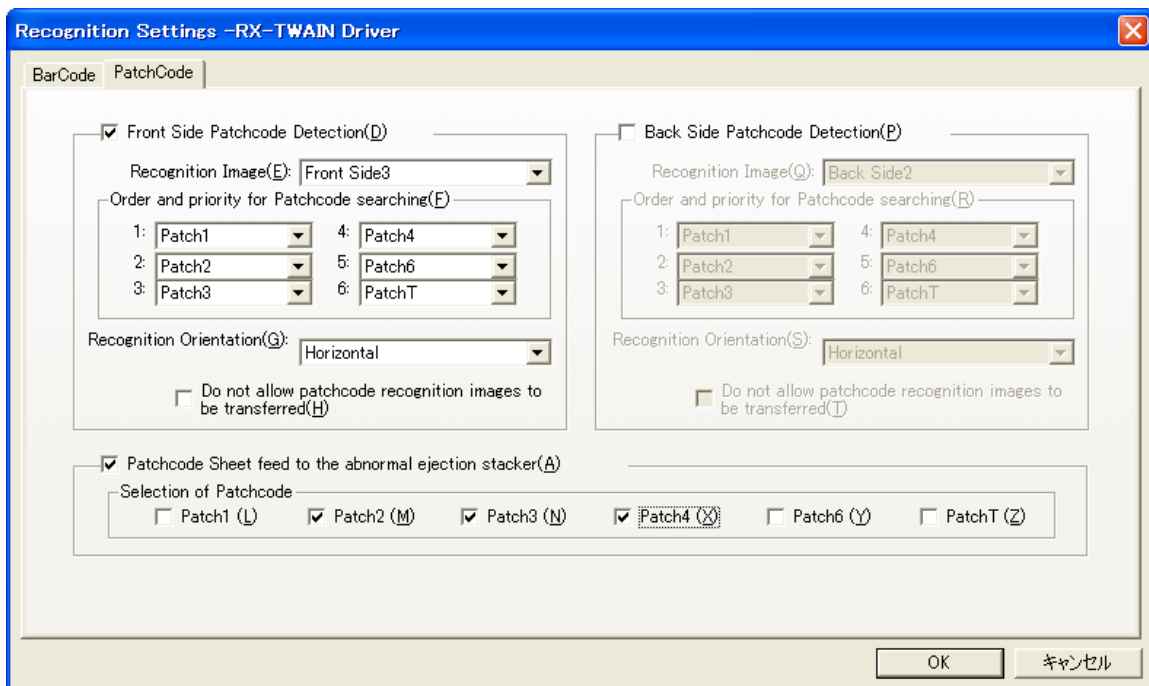 Recognition Settings -RX-TWAIN Driver
BarCode PatchCode
Front Side Patchcode Detection(D)
Recognition Image(E): Front Side3
Order and priority for Patchcode searching(F)
1: Patch1 4: Patch4
2: Patch2 5: Patch6
3: Patch3 6: PatchT
Recognition Orientation(G): Horizontal
Do not allow patchcode recognition images to
be transferred(H)
Back Side Patchcode Detection(P)
Recognition Image(Q): Back Side2
Order and priority for Patchcode searching(R)
1: Patch1 4: Patch4
2: Patch2 5: Patch6
3: Patch3 6: PatchT
Recognition Orientation(S): Horizontal
Do not allow patchcode recognition images to
be transferred(T)
Patchcode Sheet feed to the abnormal ejection stacker(A)
Selection of Patchcode
Patch1 (L) Patch2 (M) Patch3 (N) Patch4 (X) Patch6 (Y) PatchT (Z)
OK キャンセル